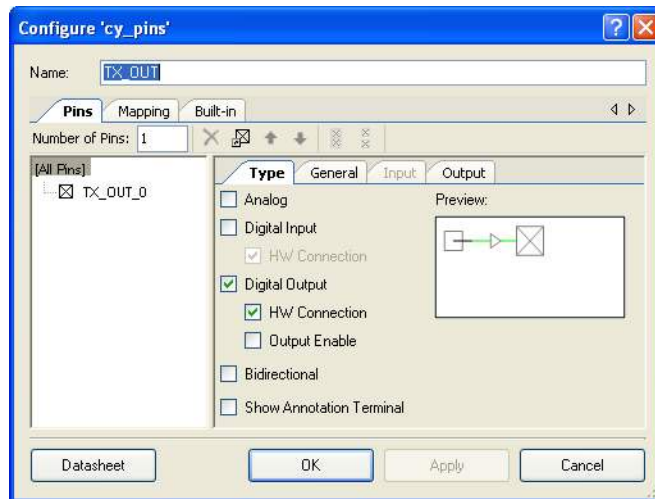 Configure 'cy_pins'
Name: TX_OUT
Pins Mapping Built-in
Number of Pins: 1
[All Pins]
TX_OUT_0
Type General Input Output
Analog
Preview:
Digital Input
HW Connection
Digital Output
HW Connection
Output Enable
Bidirectional
Show Annotation Terminal
Datasheet OK Apply Cancel